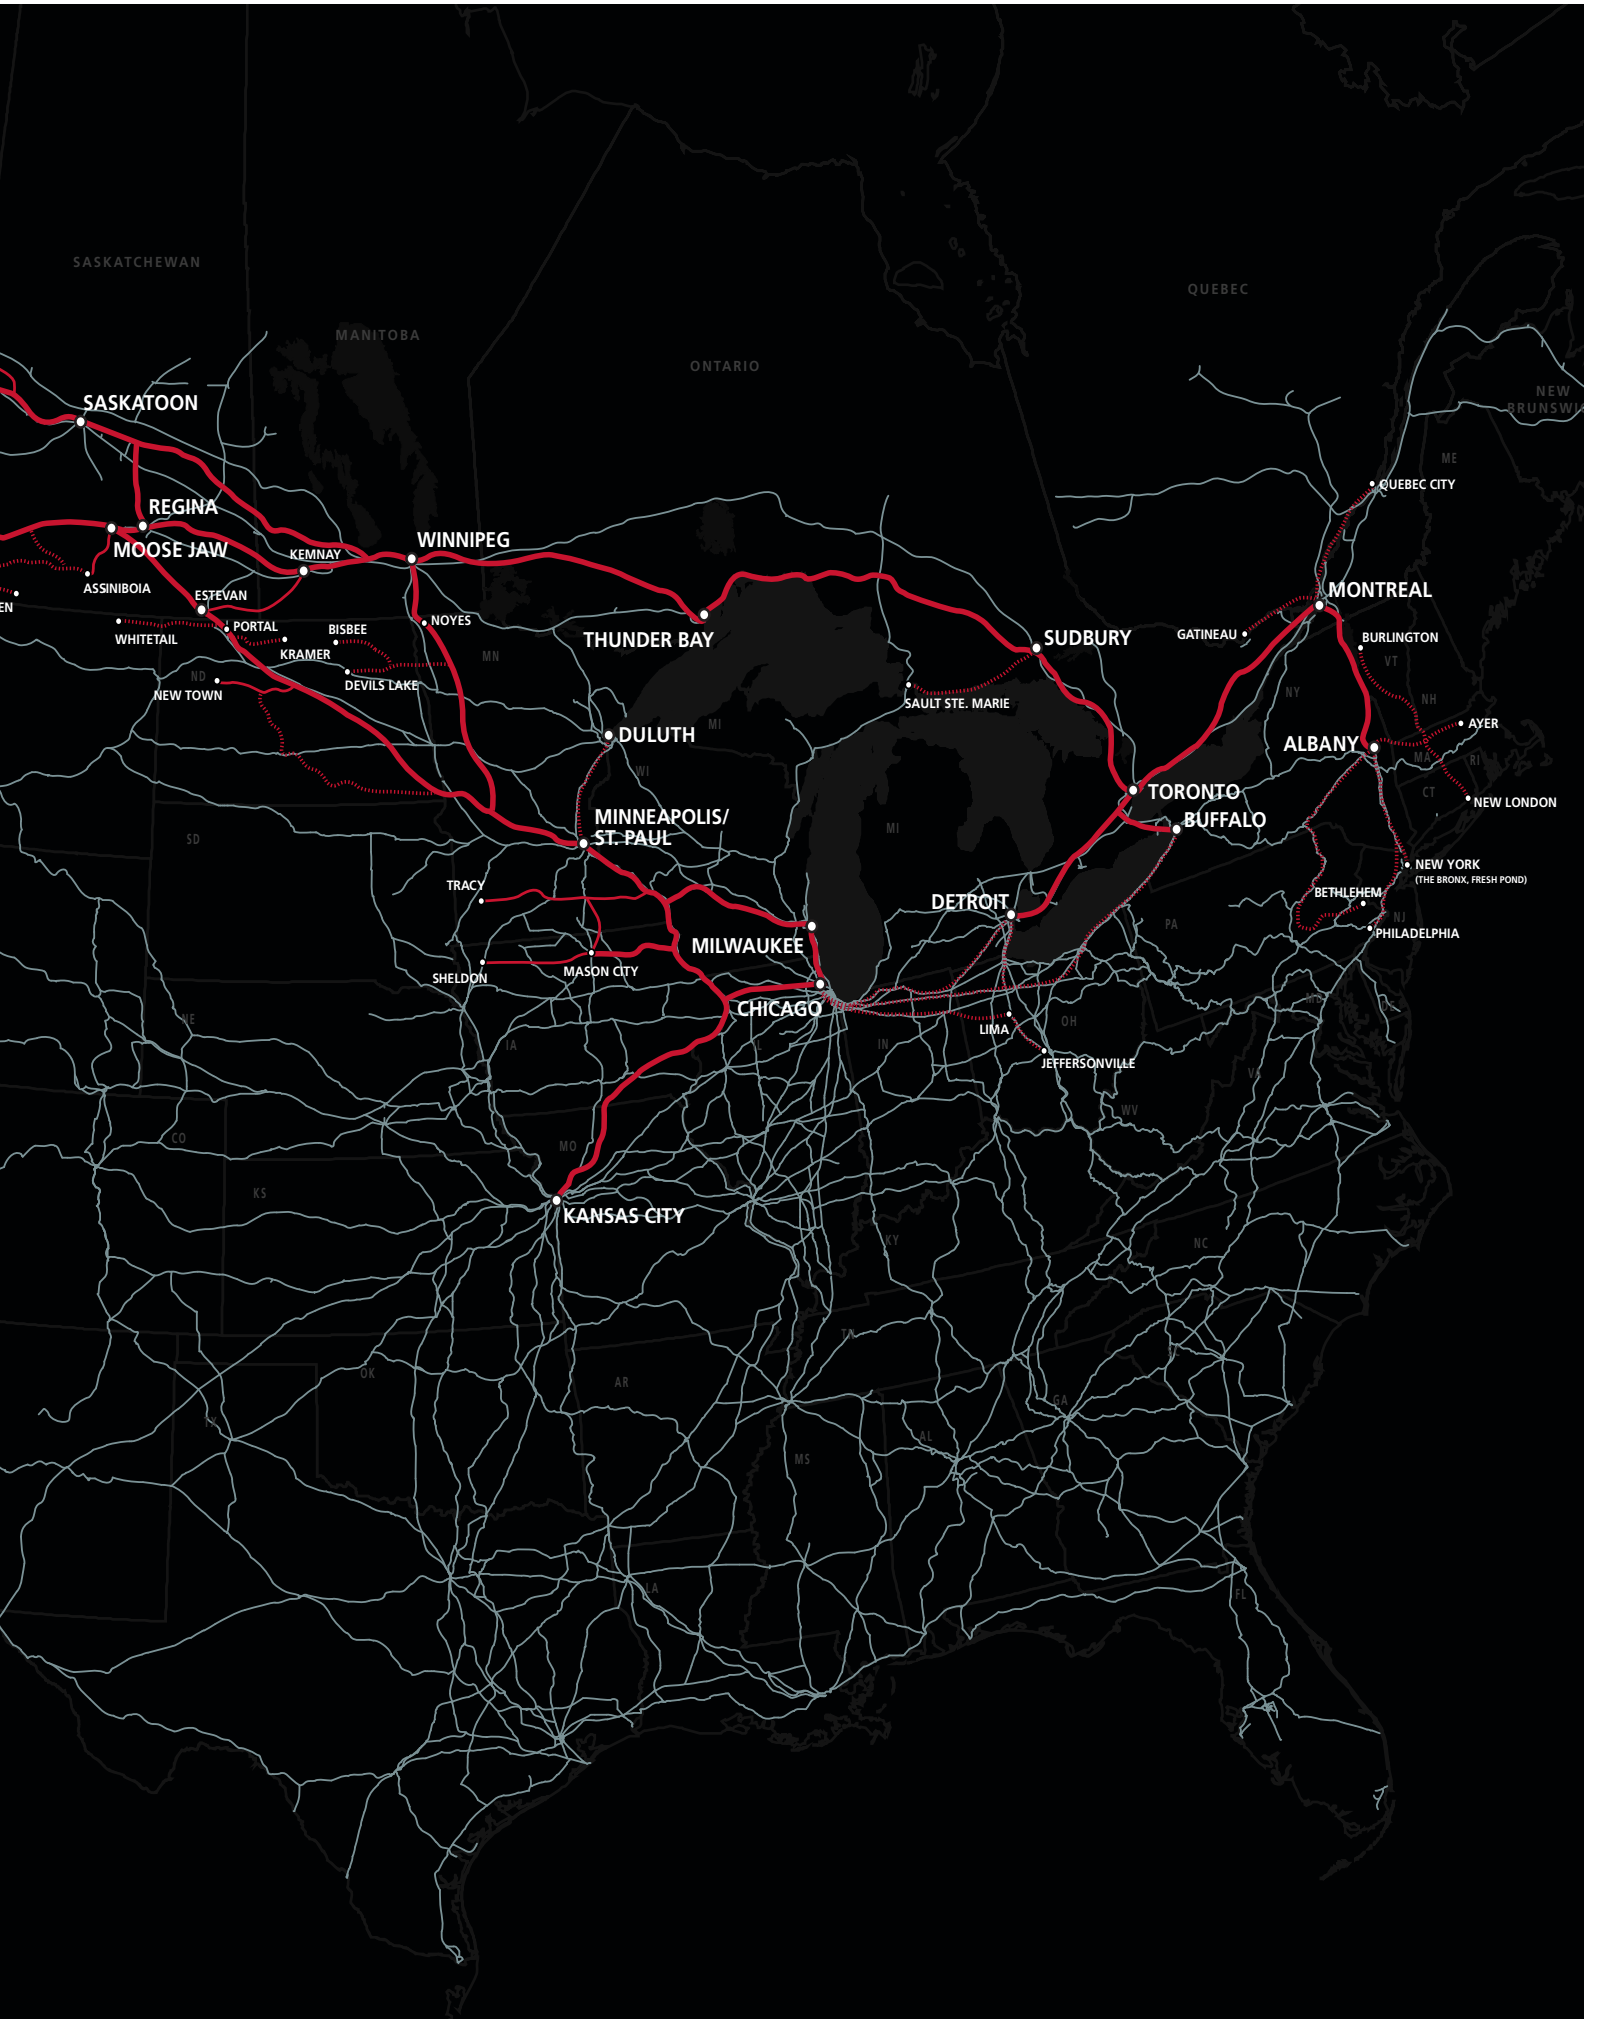 SASKATCHEWAN
QUEBEC
MANITOBA
ONTARIO
NEW
SASKATOON
ME
QUEBEC CITY
REGINA
WINNIPEG
MOOSE JAW
KEMNAY
ASSINIBOIA
MONTREAL
ESTEVAN
EN
NOYES
PORTAL
BISBEE
WHITETAIL
THUNDER BAY
SUDBURY
GATINEAU
BURLINGTON
KRAMER
MN
VT
ND
DEVILS LAKE
NEW TOWN
SAULT STE. MARIE
NY
NH
MI
AYER
DULUTH
ALBANY
MA
RI
WI
TORONTO
CT
NEW LONDON
MINNEAPOLIS/
ST. PAUL
BUFFALO
MI
SD
NEW YORK
(THE BRONX, FRESH POND)
TRACY
BETHLEHEM
DETROIT
NJ
PA
PHILADELPHIA
MILWAUKEE
MASON CITY
SHELDON
MD
DE
CHICAGO
NE
OH
LIMA
IA
IN
JEFFERSONVILLE
WV
CO
MO
KS
KANSAS CITY
KY
NC
TN
SC
OK
AR
GA
TX
AL
MS
LA
FL